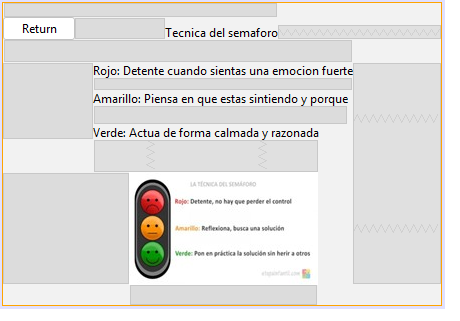 Return
Tecnica del semaforo
Rojo: Detente cuando sientas una emocion fuerte
Amarillo: Piensa en que estas sintiendo y porque
Verde: Actua de forma calmada y razonada
LA TÉCNICA DEL SEMÁFORO
Rojo: Detente, no hay que perder el control
Amarillo: Reflexiona, busca una solución
Verde: Pon en práctica la solución sin herir a otros